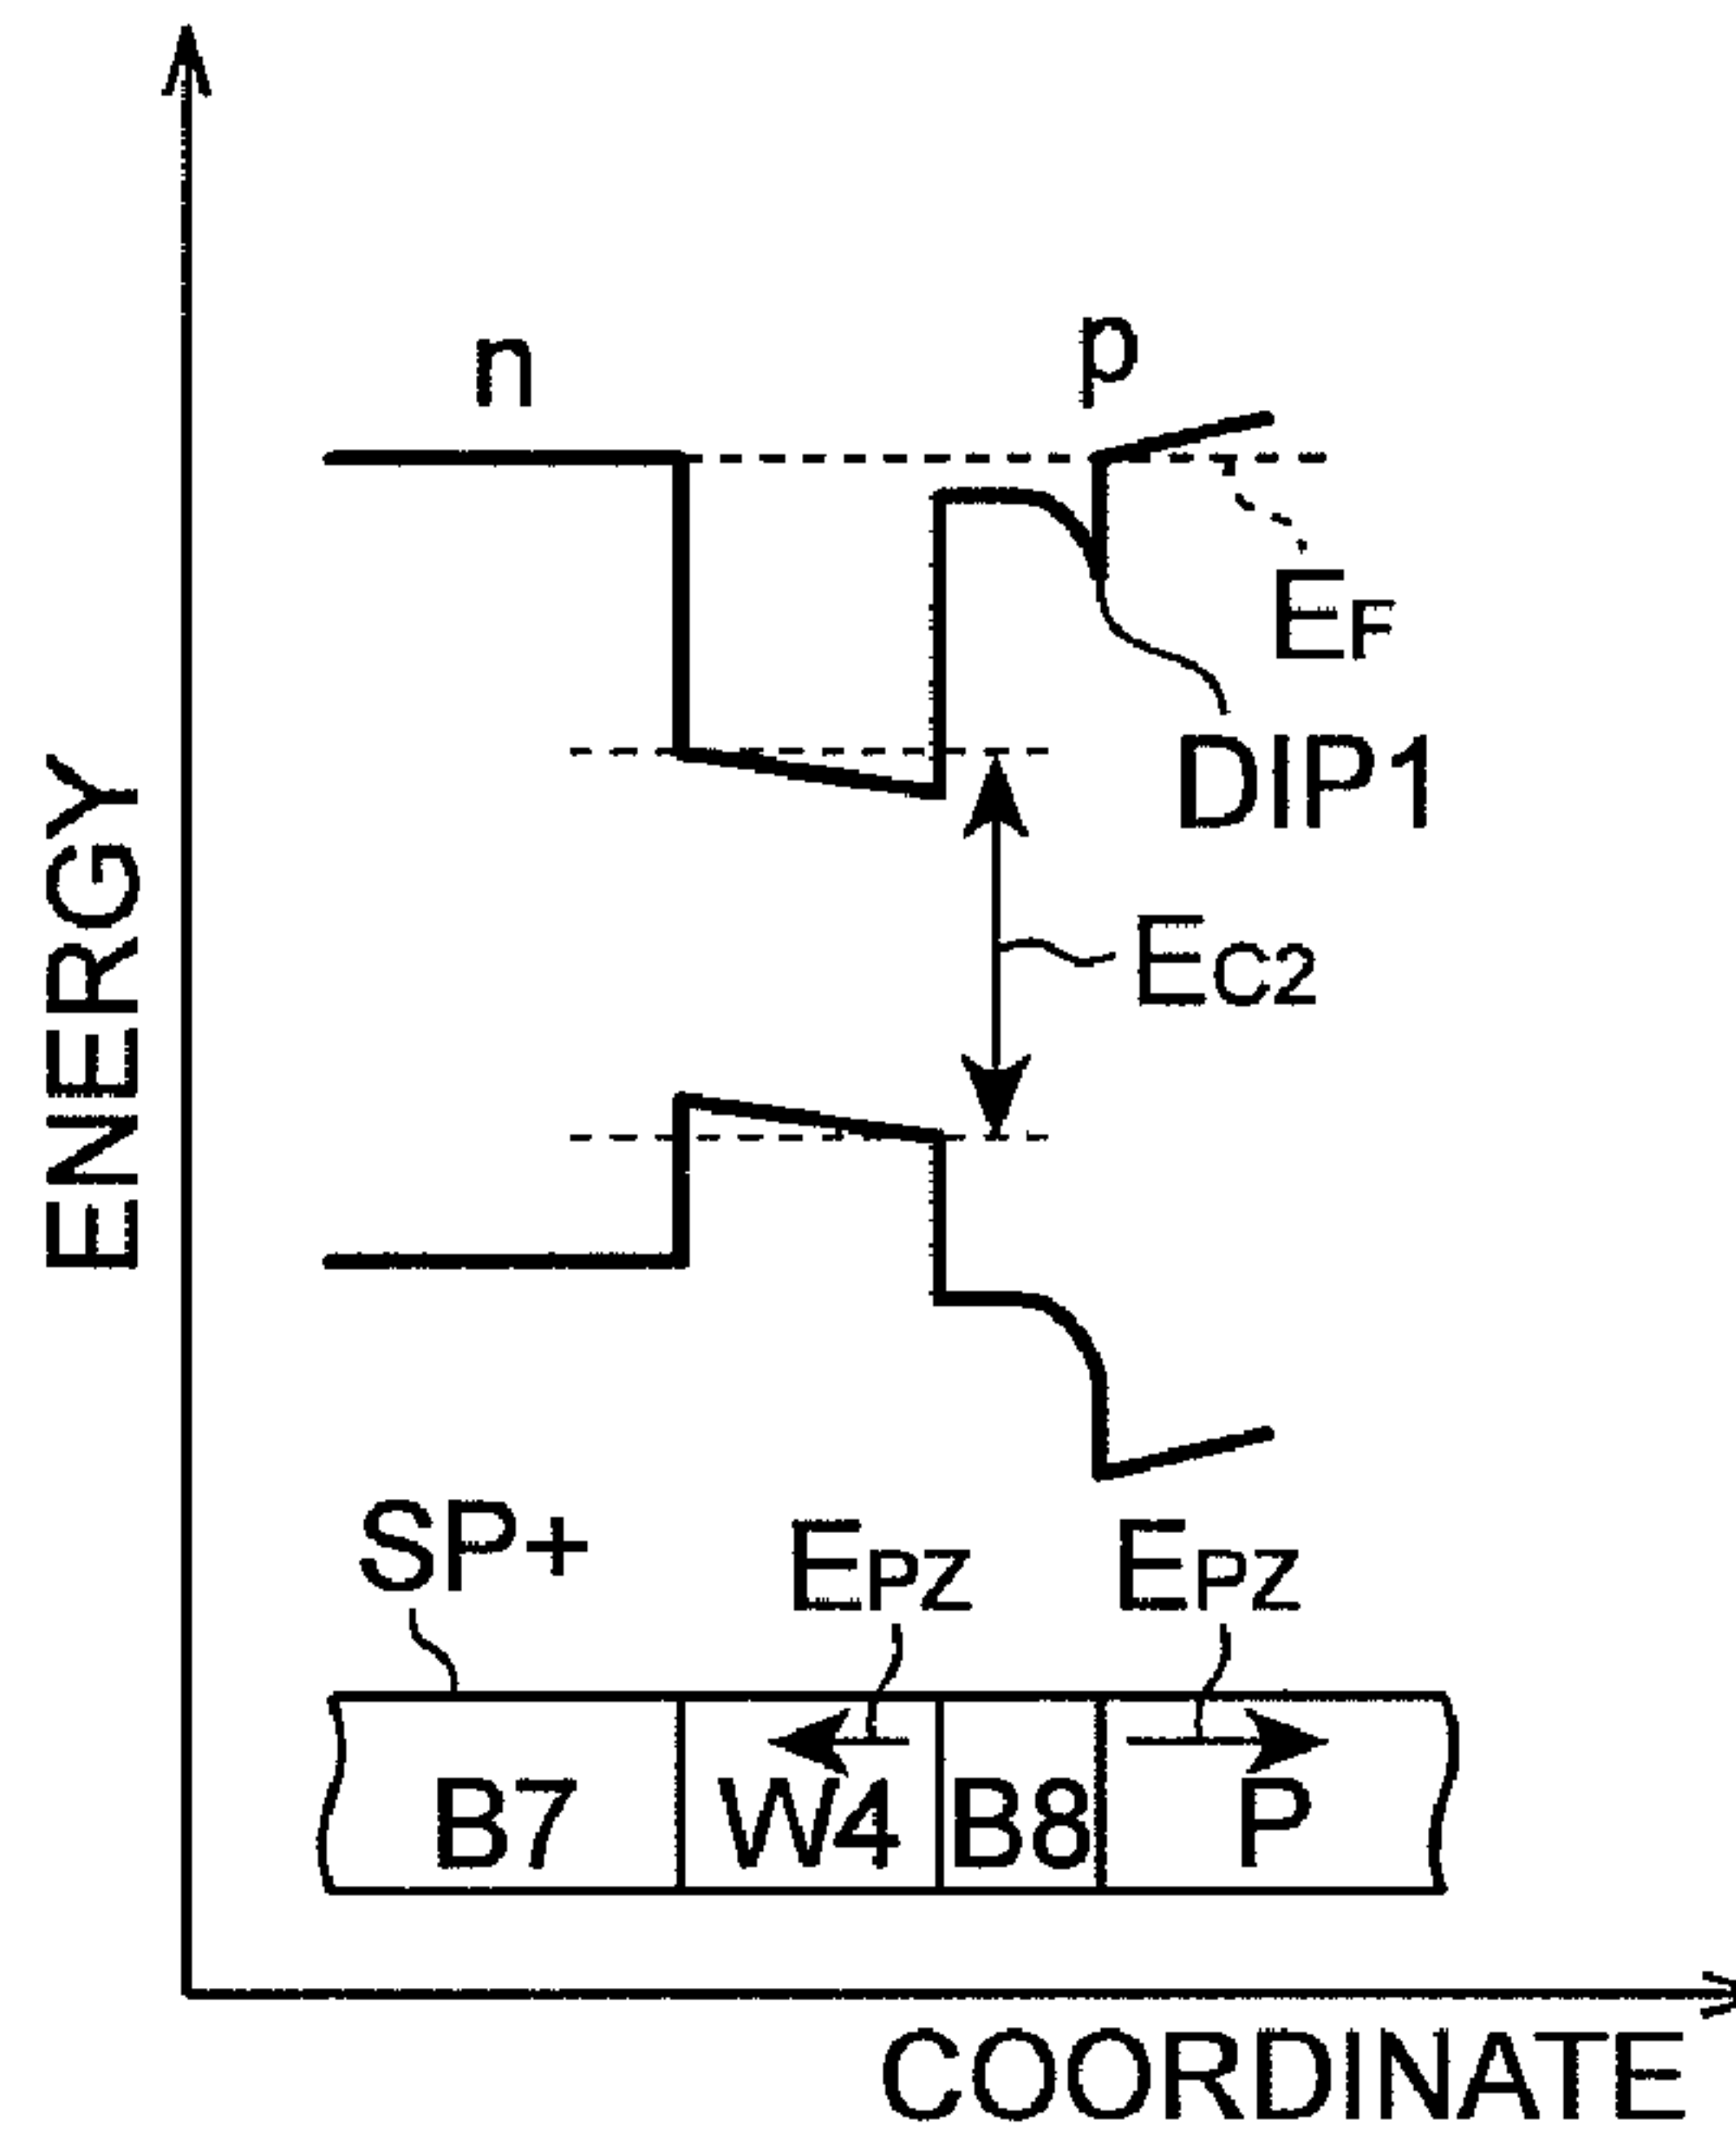 n
p
EF
DIP1
EC2
ENERGY
SP+
EPZ
EPZ
B7
W4
B8
P
COORDINATE